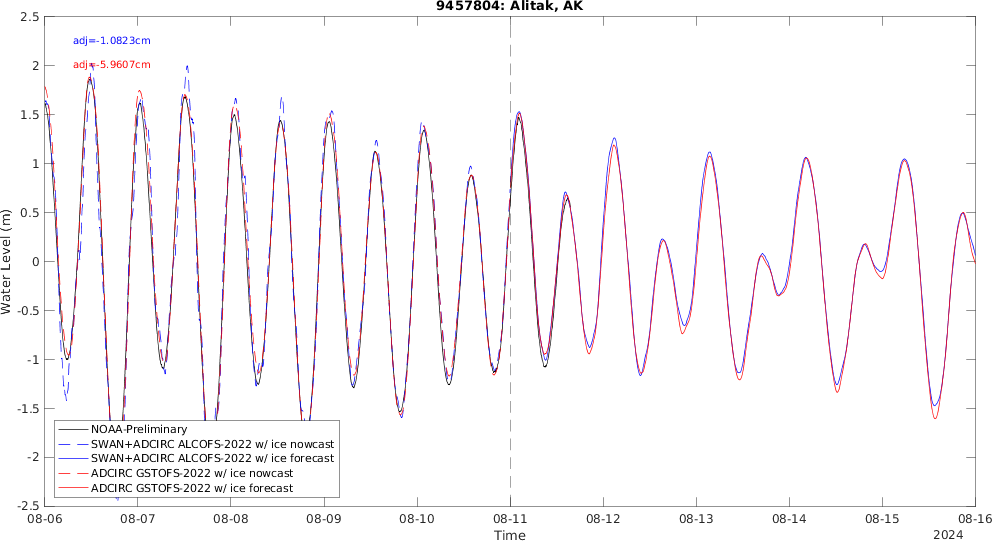 9457804: Alitak, AK
adj=-1.0823cm
adj=-5.9607cm
Water Level (m)
2.5
2
1.5
1
0.5
0
-0.5
-1
-1.5
-2
-2.5
NOAA-Preliminary
SWAN+ADCIRC ALCOFS-2022 w/ ice nowcast
SWAN+ADCIRC ALCOFS-2022 w/ ice forecast
ADCIRC GSTOFS-2022 w/ ice nowcast
ADCIRC GSTOFS-2022 w/ ice forecast
08-06 08-07 08-08 08-09 08-10 08-11 08-12 08-13 08-14 08-15 08-16
Time
2024